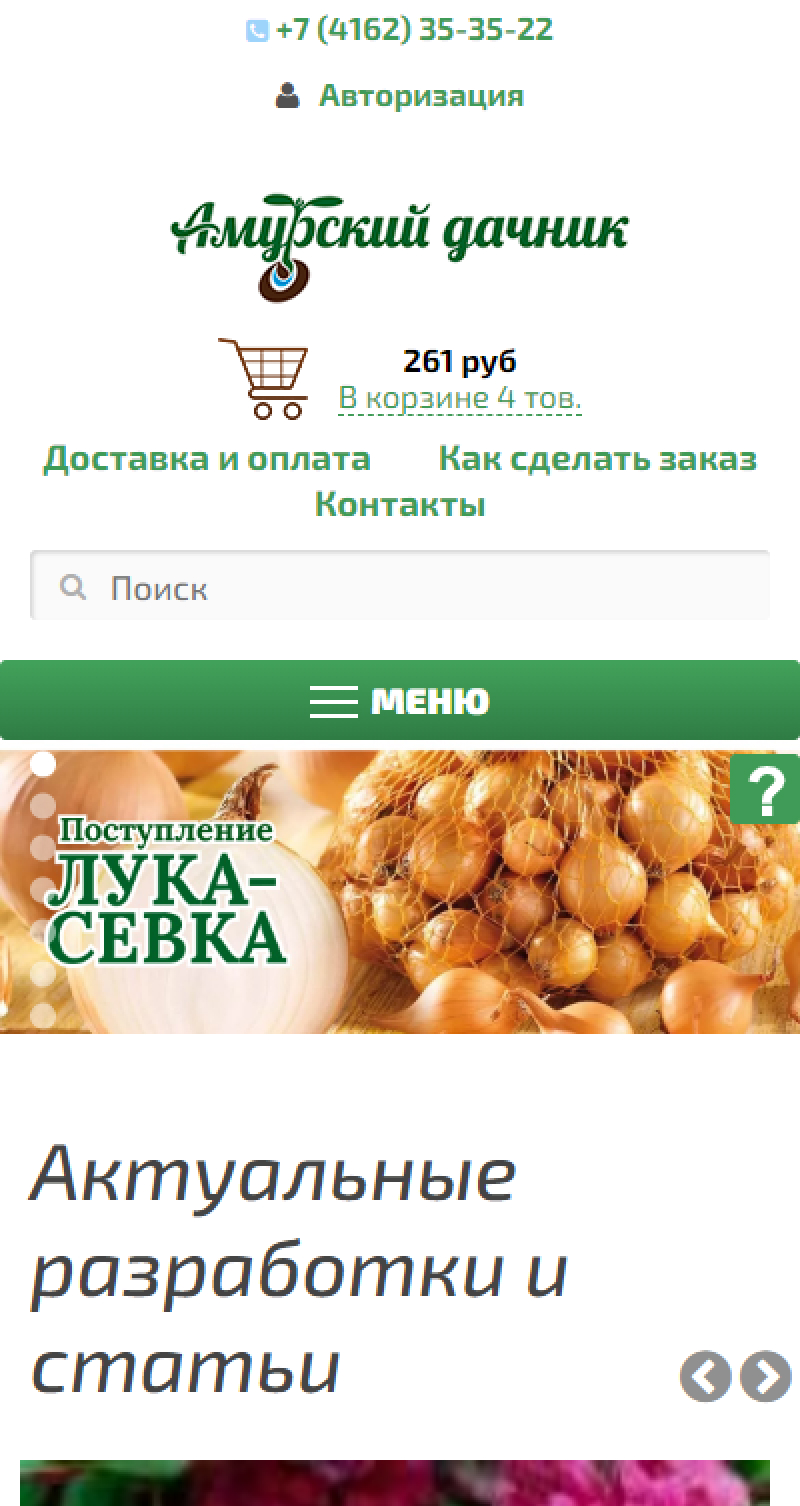 +7 (4162) 35-35-22
Авторизация
Амурский дачник
261 руб
В корзине 4 тов.
Доставка и оплата Как сделать заказ
Контакты
Поиск
МЕНЮ
?
Поступление
ЛУКА-
СЕВКА
Актуальные
разработки и
статьи